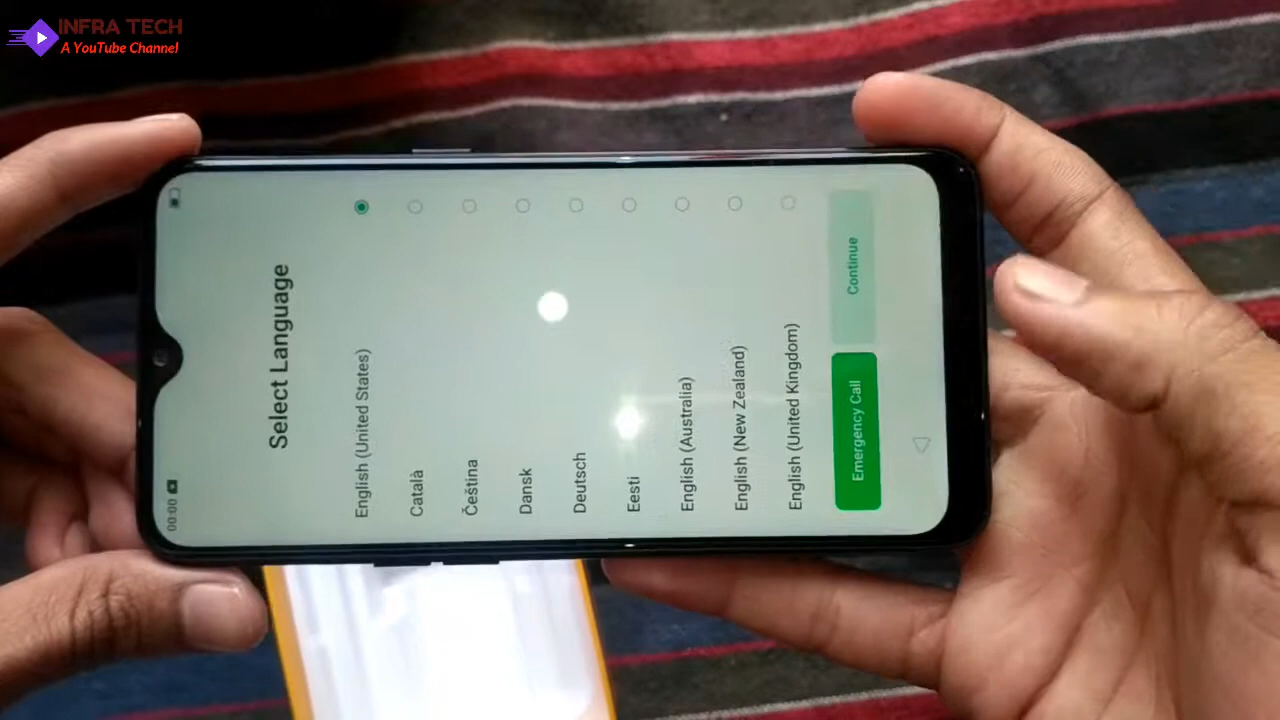 INFRA TECH
A YouTube Channel
00:00
Select Language
English (United States)
Català
Čeština
Dansk
Deutsch
Eesti
English (Australia)
English (New Zealand)
English (United Kingdom)
Emergency Call
Continue